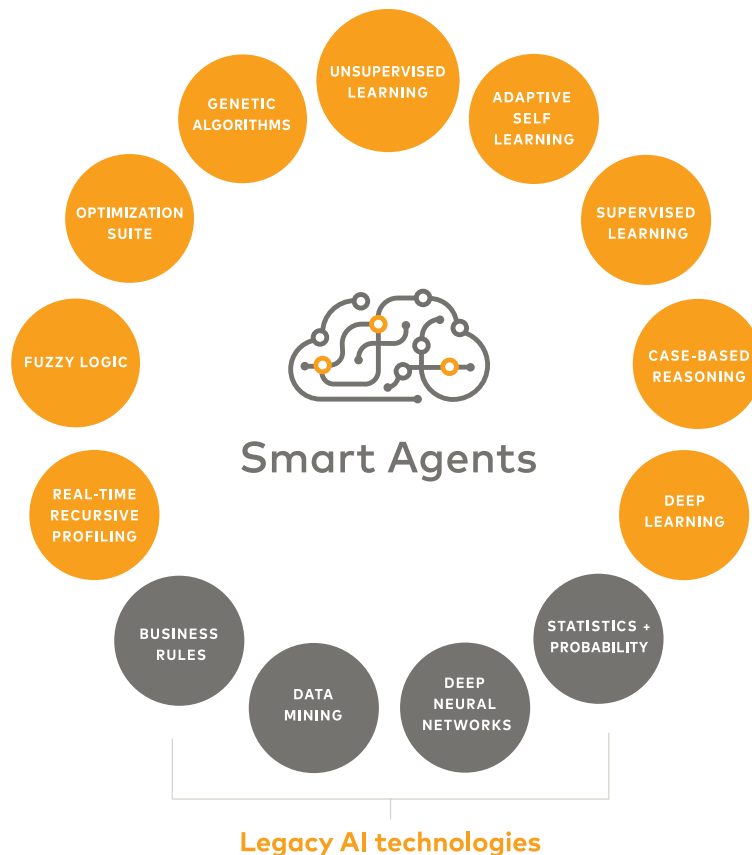 UNSUPERVISED
LEARNING
GENETIC
ALGORITHMS
ADAPTIVE
SELF
LEARNING
OPTIMIZATION
SUITE
SUPERVISED
LEARNING
FUZZY LOGIC
CASE-BASED
REASONING
Smart Agents
REAL-TIME
RECURSIVE
PROFILING
DEEP
LEARNING
BUSINESS
RULES
STATISTICS +
PROBABILITY
DATA
MINING
DEEP
NEURAL
NETWORKS
Legacy AI technologies